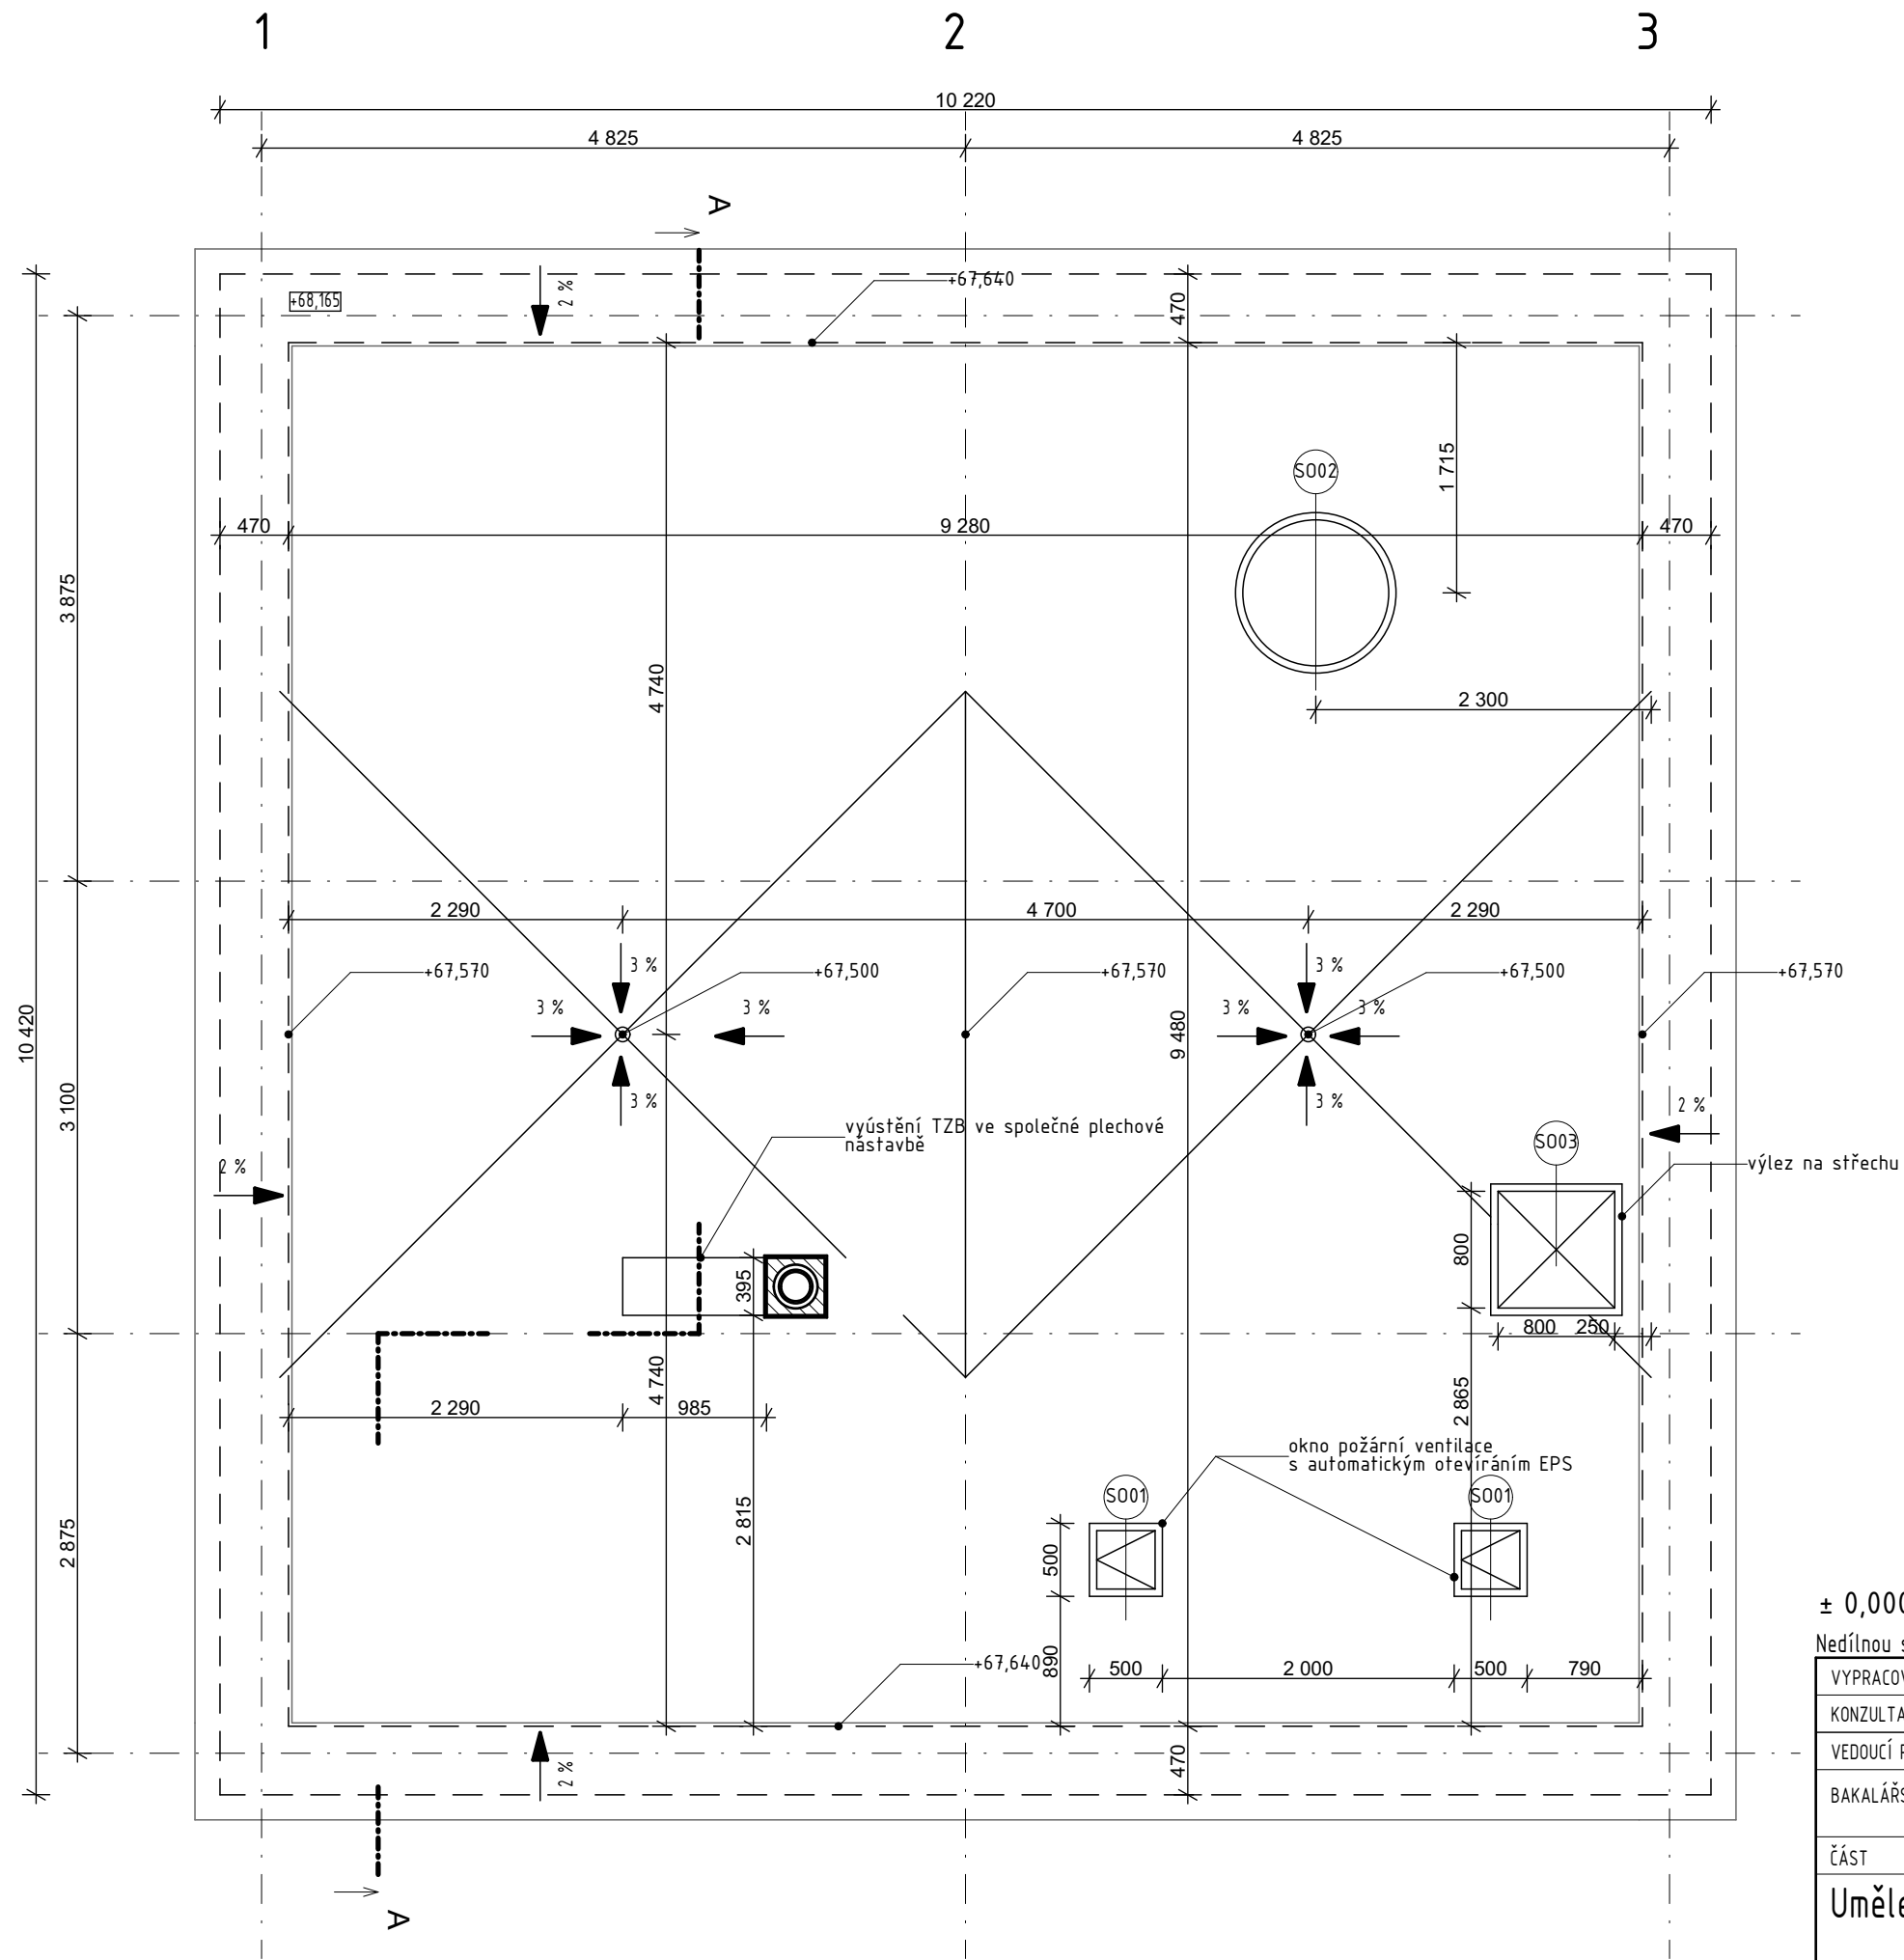 1 2 3
10 220
4 825 4 825
A
+67,640
+68,165
2 %
470
1 715
S002
470 9 280 470
3 875
4 740
2 300
2 290 4 700 2 290
+67,570 +67,500 +67,570 +67,500 +67,570
3 % 3 %
3 % 3 % 3 % 3 %
10 420
9 480
3 % 3 %
3 100
2 %
vyústění TZB ve společné plechové
nástavbě
S003
2 %
výlez na střechu
800
395
800 250
4 740
2 865
2 290 985
okno požární ventilace
s automatickým otevíráním EPS
S001 S001
2 815
2 875
500
± 0,000
Nedílnou s
890
+67,640
500 2 000 500 790
VYPRACOV
KONZULTA
VEDOUCÍ
470
2 %
BAKALÁŘS
ČÁST
Uměle
A